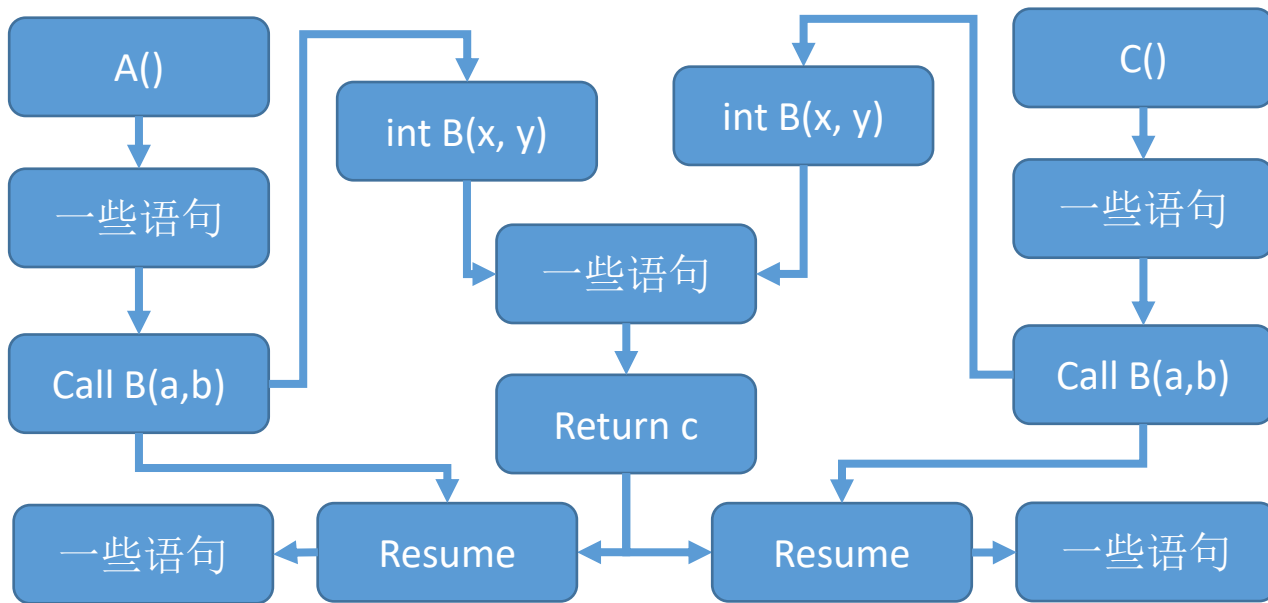 A()
一些语句
Call B(a,b)
int B(x, y)
int B(x, y)
一些语句
Return c
C()
一些语句
Call B(a,b)
一些语句
Resume
Resume
一些语句